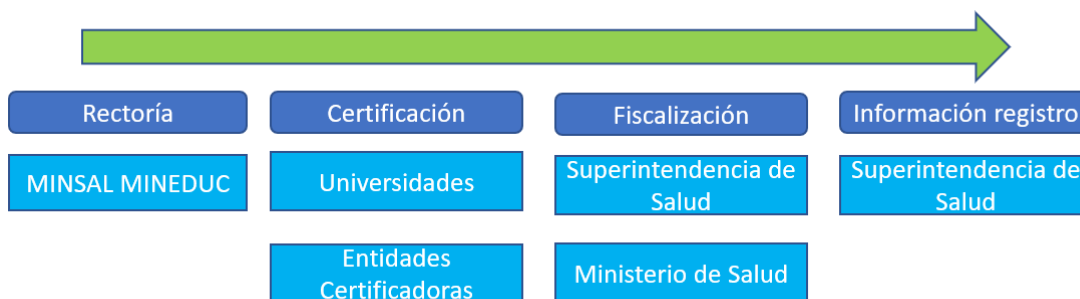 Rectoría
Certificación
Fiscalización
Información registro
MINSAL MINEDUC
Universidades
Superintendencia de
Salud
Superintendencia de
Salud
Entidades
Certificadoras
Ministerio de Salud